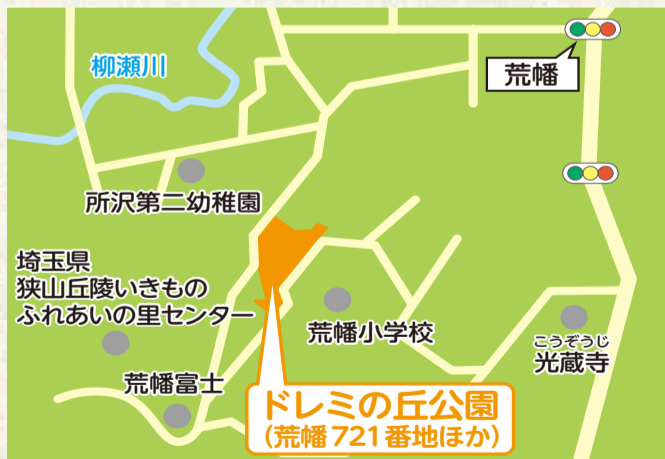 柳瀬川
荒幡
所沢第二幼稚園
埼玉県
狭山丘陵いきもの
ふれあいの里センター
荒幡小学校
こうぞうじ
光蔵寺
荒幡富士
ドレミの丘公園
(荒幡721番地ほか)